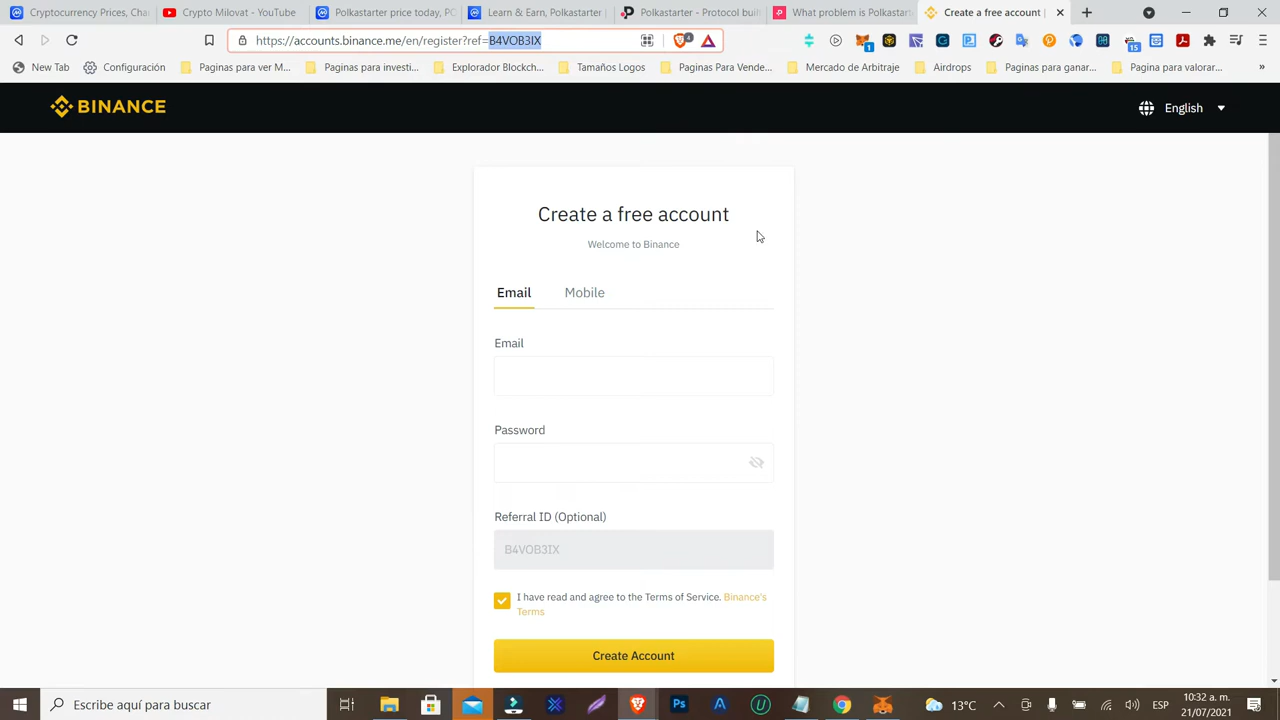 Cryptocurrency Prices, Cha
Crypto Milovat - YouTube
Polkastarter price today, PO
Learn & Earn, Polkastarter
Polkastarter - Protocol buil
What problem is Polkastart
Create a free account |
https://accounts.binance.me/en/register?ref=B4VOB3IX
4
1
15
New Tab
Configuración
Paginas para ver M...
Paginas para investi...
Explorador Blockch...
Tamaños Logos
Paginas Para Vende...
Mercado de Arbitraje
Airdrops
Paginas para ganar...
Pagina para valorar...
»
BINANCE
English
Create a free account
Welcome to Binance
Email
Mobile
Email
Password
Referral ID (Optional)
B4VOB3IX
I have read and agree to the Terms of Service. Binance's
Terms
Create Account
Escribe aquí para buscar
13°C
ESP
10:32 a. m.
21/07/2021